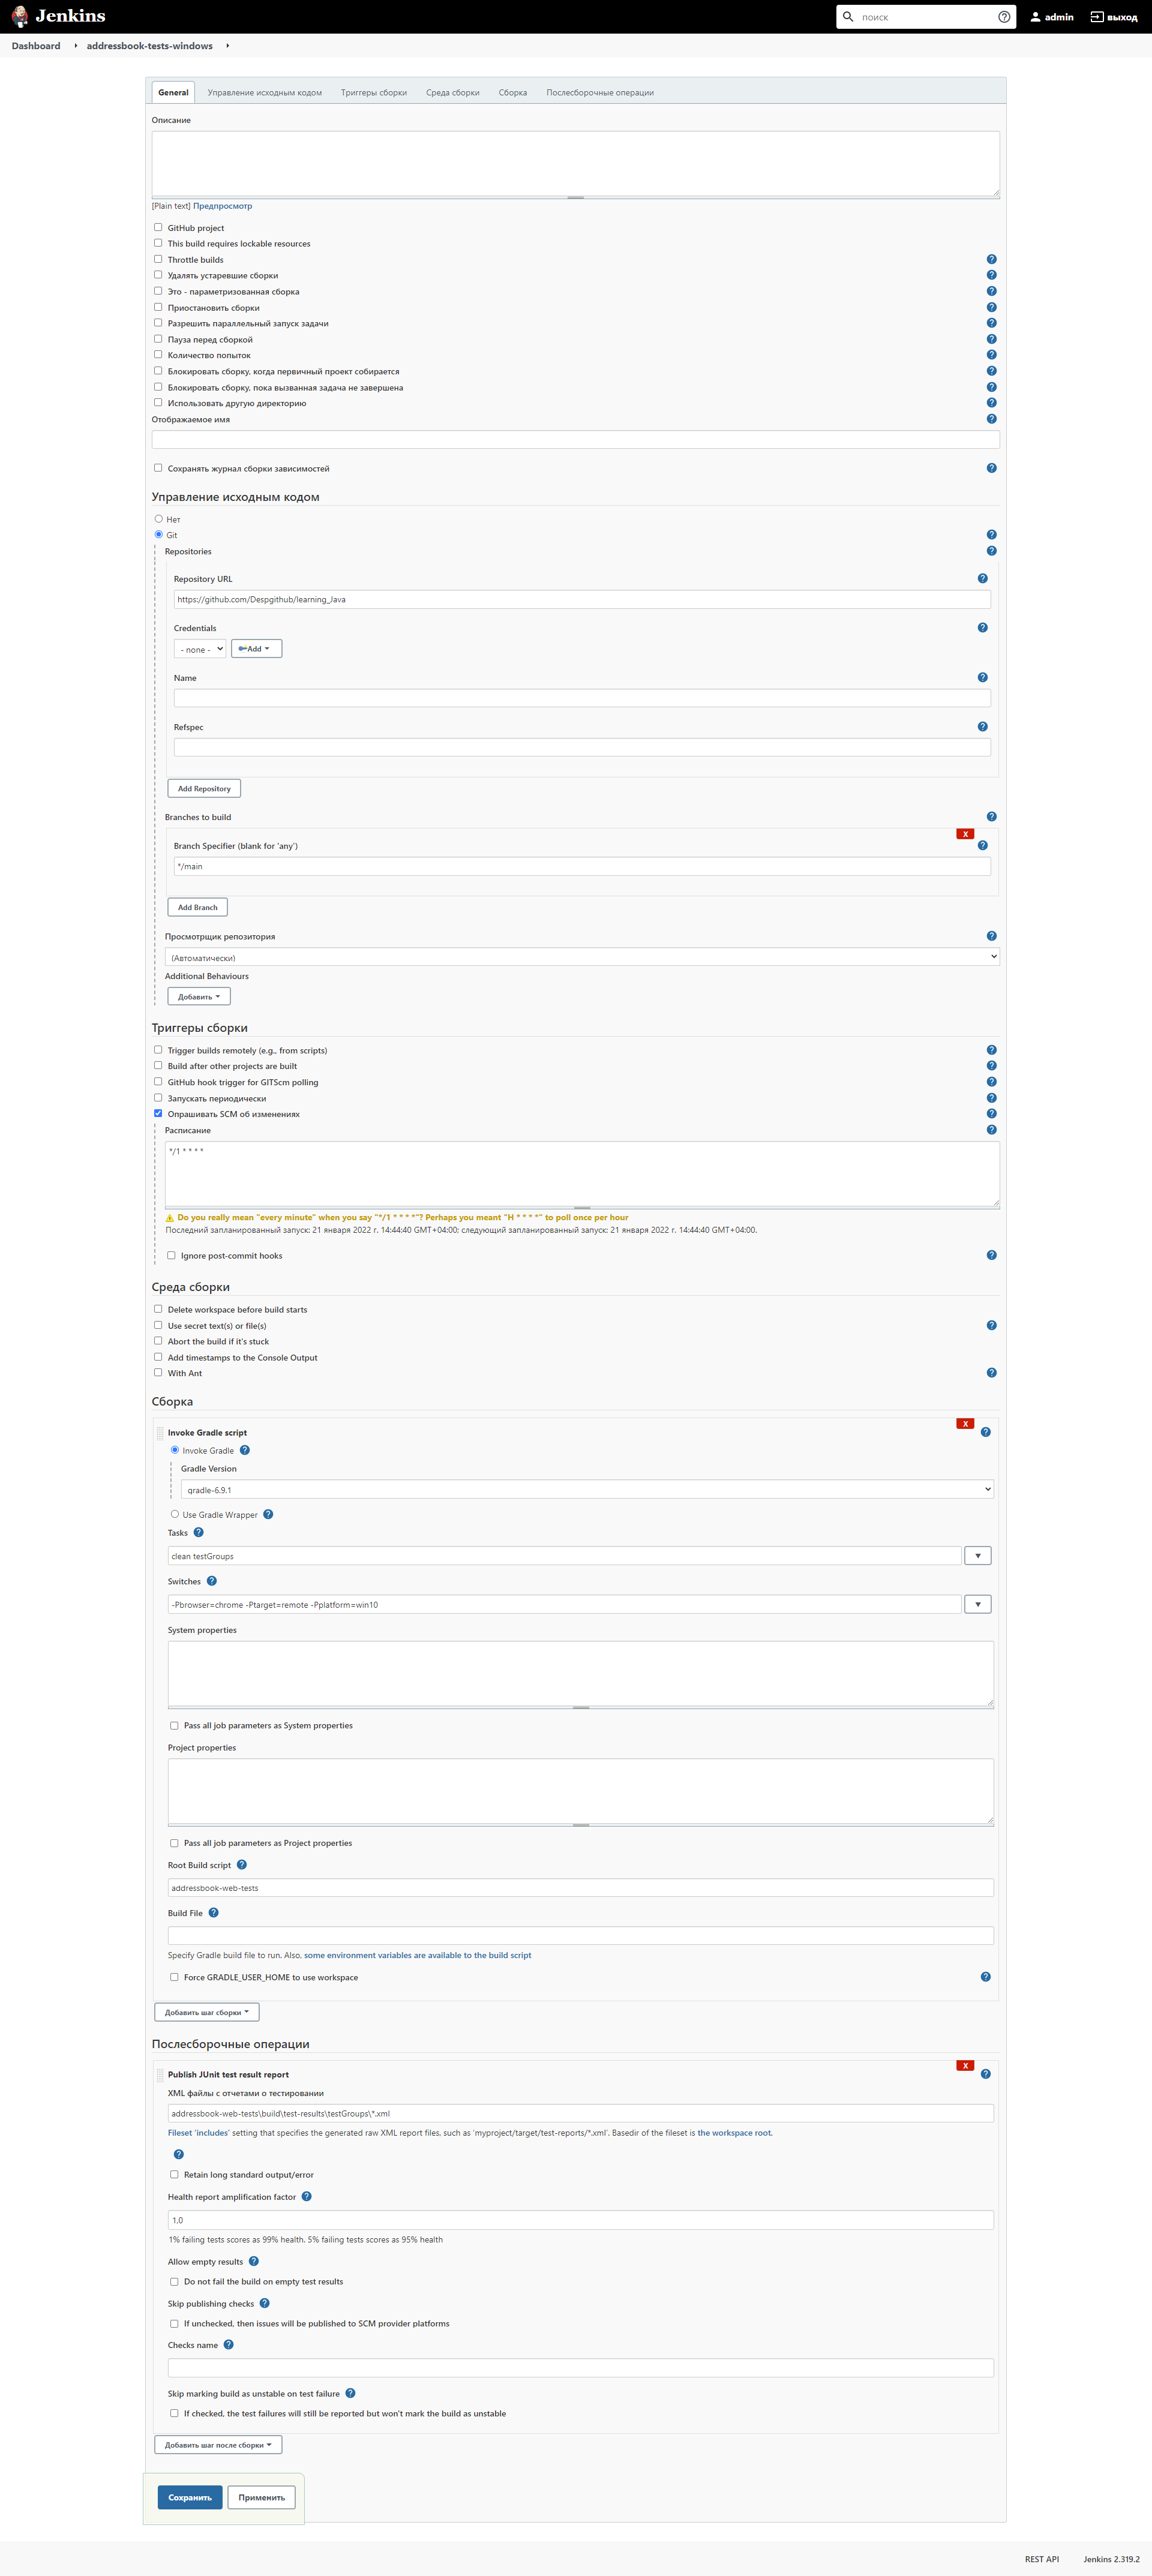 Jenkins
поиск
admin
выход
Dashboard
addressbook-tests-windows
General
Управление исходным кодом
Триггеры сборки
Среда сборки
Сборка
Послесборочные операции
Описание
[Plain text] Предпросмотр
GitHub project
This build requires lockable resources
Throttle builds
Удалять устаревшие сборки
Это - параметризованная сборка
Приостановить сборки
Разрешить параллельный запуск задачи
Пауза перед сборкой
Количество попыток
Блокировать сборку, когда первичный проект собирается
Блокировать сборку, пока вызванная задача не завершена
Использовать другую директорию
Отображаемое имя
Сохранять журнал сборки зависимостей
Управление исходным кодом
Нет
Git
Repositories
Repository URL
https://github.com/Despgithub/learning_Java
Credentials
- none -
Add
Name
Refspec
Add Repository
Branches to build
X
Branch Specifier (blank for 'any')
*/main
Add Branch
Просмотрщик репозитория
(Автоматически)
Additional Behaviours
Добавить
Триггеры сборки
Trigger builds remotely (e.g., from scripts)
Build after other projects are built
GitHub hook trigger for GITScm polling
Запускать периодически
Опрашивать SCM об изменениях
Расписание
*/1 * * * *
Do you really mean "every minute" when you say "*/1 * * * *"? Perhaps you meant "H * * * *" to poll once per hour
Последний запланированный запуск: 21 января 2022 г. 14:44:40 GMT+04:00; следующий запланированный запуск: 21 января 2022 г. 14:44:40 GMT+04:00.
Ignore post-commit hooks
Среда сборки
Delete workspace before build starts
Use secret text(s) or file(s)
Abort the build if it's stuck
Add timestamps to the Console Output
With Ant
Сборка
X
Invoke Gradle script
Invoke Gradle
Gradle Version
gradle-6.9.1
Use Gradle Wrapper
Tasks
clean testGroups
Switches
-Pbrowser=chrome -Ptarget=remote -Pplatform=win10
System properties
Pass all job parameters as System properties
Project properties
Pass all job parameters as Project properties
Root Build script
addressbook-web-tests
Build File
Specify Gradle build file to run. Also, some environment variables are available to the build script
Force GRADLE_USER_HOME to use workspace
Добавить шаг сборки
Послесборочные операции
X
Publish JUnit test result report
XML файлы с отчетами о тестировании
addressbook-web-tests\build\test-results\testGroups\*.xml
Fileset 'includes' setting that specifies the generated raw XML report files, such as 'myproject/target/test-reports/*.xml'. Basedir of the fileset is the workspace root.
Retain long standard output/error
Health report amplification factor
1,0
1% failing tests scores as 99% health. 5% failing tests scores as 95% health
Allow empty results
Do not fail the build on empty test results
Skip publishing checks
If unchecked, then issues will be published to SCM provider platforms
Checks name
Skip marking build as unstable on test failure
If checked, the test failures will still be reported but won't mark the build as unstable
Добавить шаг после сборки
Сохранить
Применить
REST API
Jenkins 2.319.2